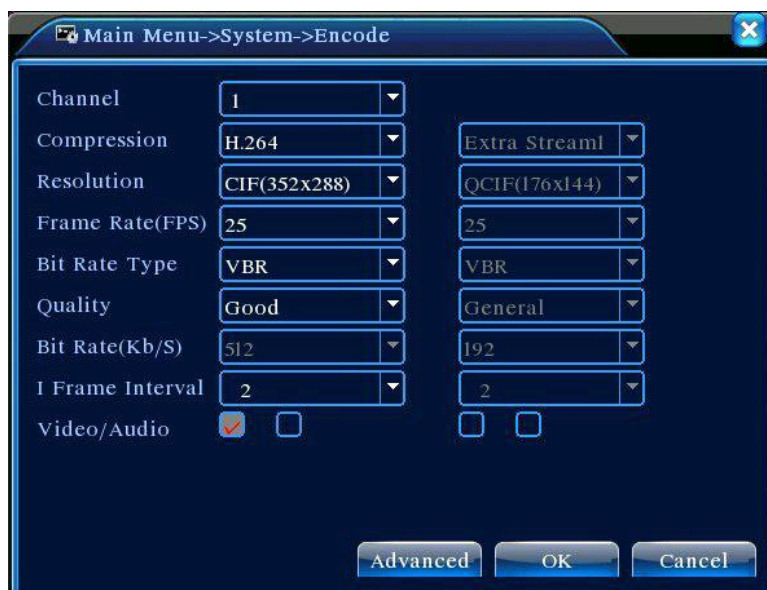 Main Menu->System->Encode
Channel 1
Compression H.264 Extra Stream1
Resolution CIF(352x288) QCIF(176x144)
Frame Rate(FPS) 25 25
Bit Rate Type VBR VBR
Quality Good General
Bit Rate(Kb/S) 512 192
I Frame Interval 2 2
Video/Audio
Advanced OK Cancel